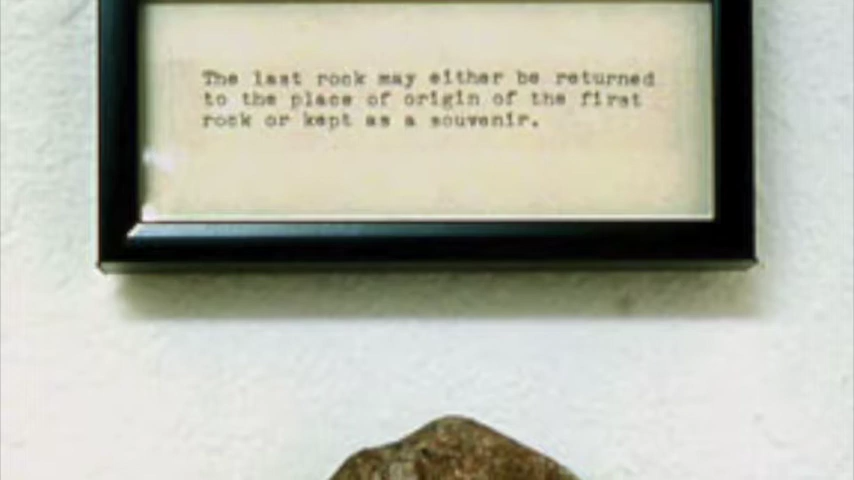 The last rock may either be returned
to the place of origin of the first
rock or kept as a souvenir.